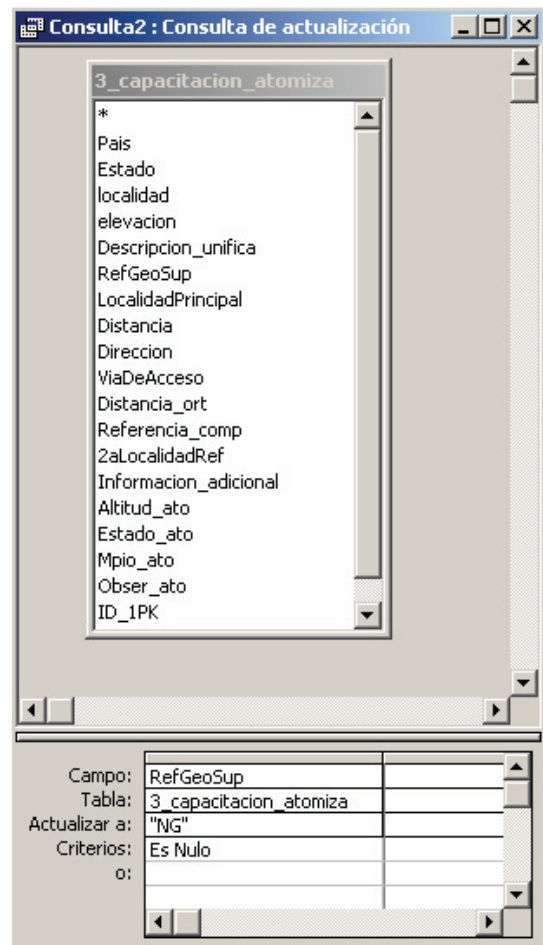 Consulta2 : Consulta de actualización
3_capacitacion_atomiza
*
Pais
Estado
localidad
elevacion
Descripcion_unifica
RefGeoSup
LocalidadPrincipal
Distancia
Direccion
ViaDeAcceso
Distancia_ort
Referencia_comp
2aLocalidadRef
Informacion_adicional
Altitud_ato
Estado_ato
Mpio_ato
Obser_ato
ID_1PK
Campo: RefGeoSup
Tabla: 3_capacitacion_atomiza
Actualizar a: "NG"
Criterios: Es Nulo
o: